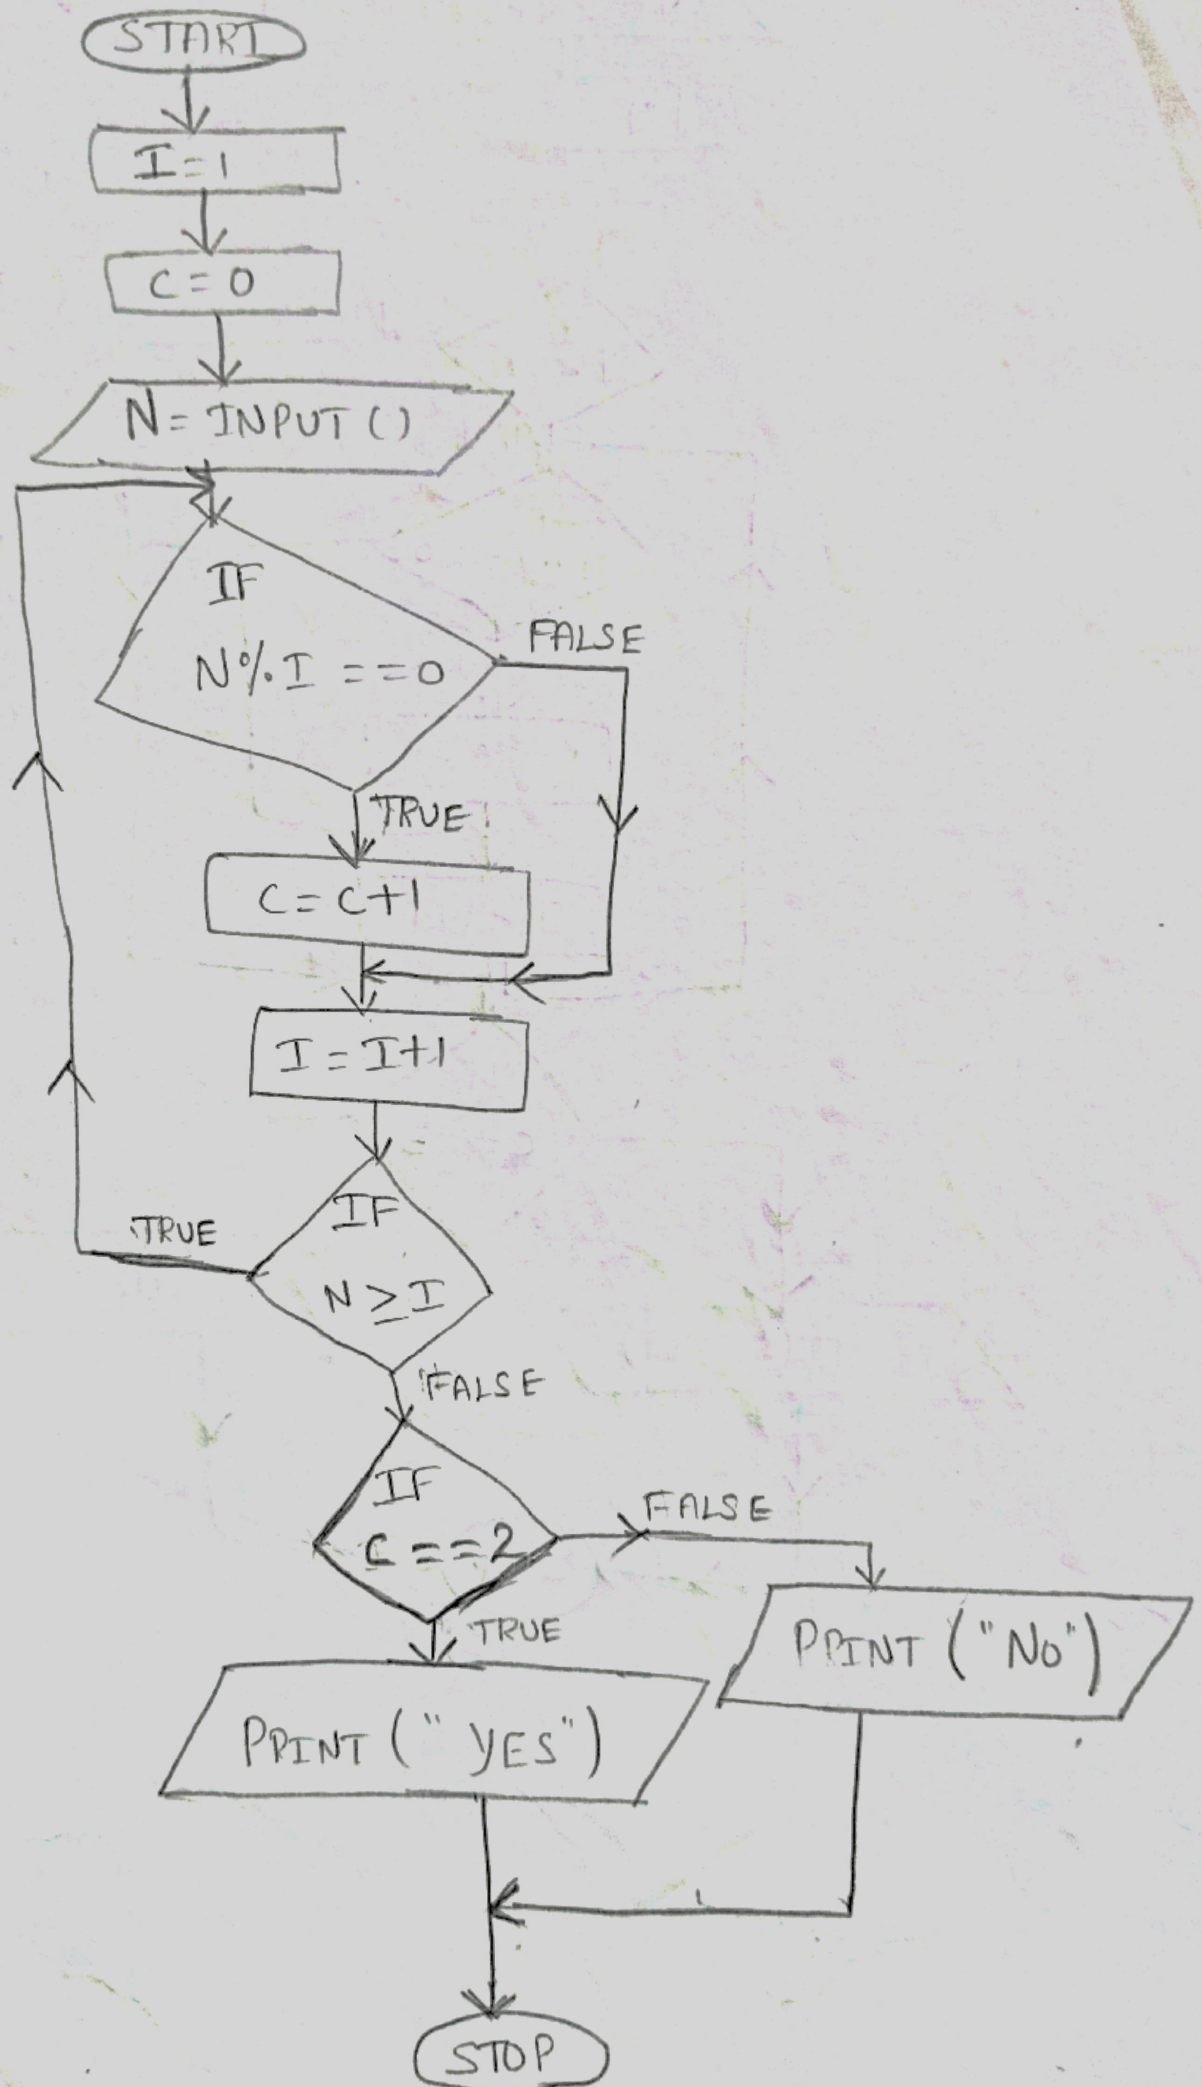 START
I=1
C=0
N=INPUT()
IF
N%I ==0
FALSE
TRUE
C=C+1
I=I+1
IF
N≥I
TRUE
FALSE
IF
C==2
FALSE
TRUE
PRINT ("No")
PRINT ("YES")
STOP